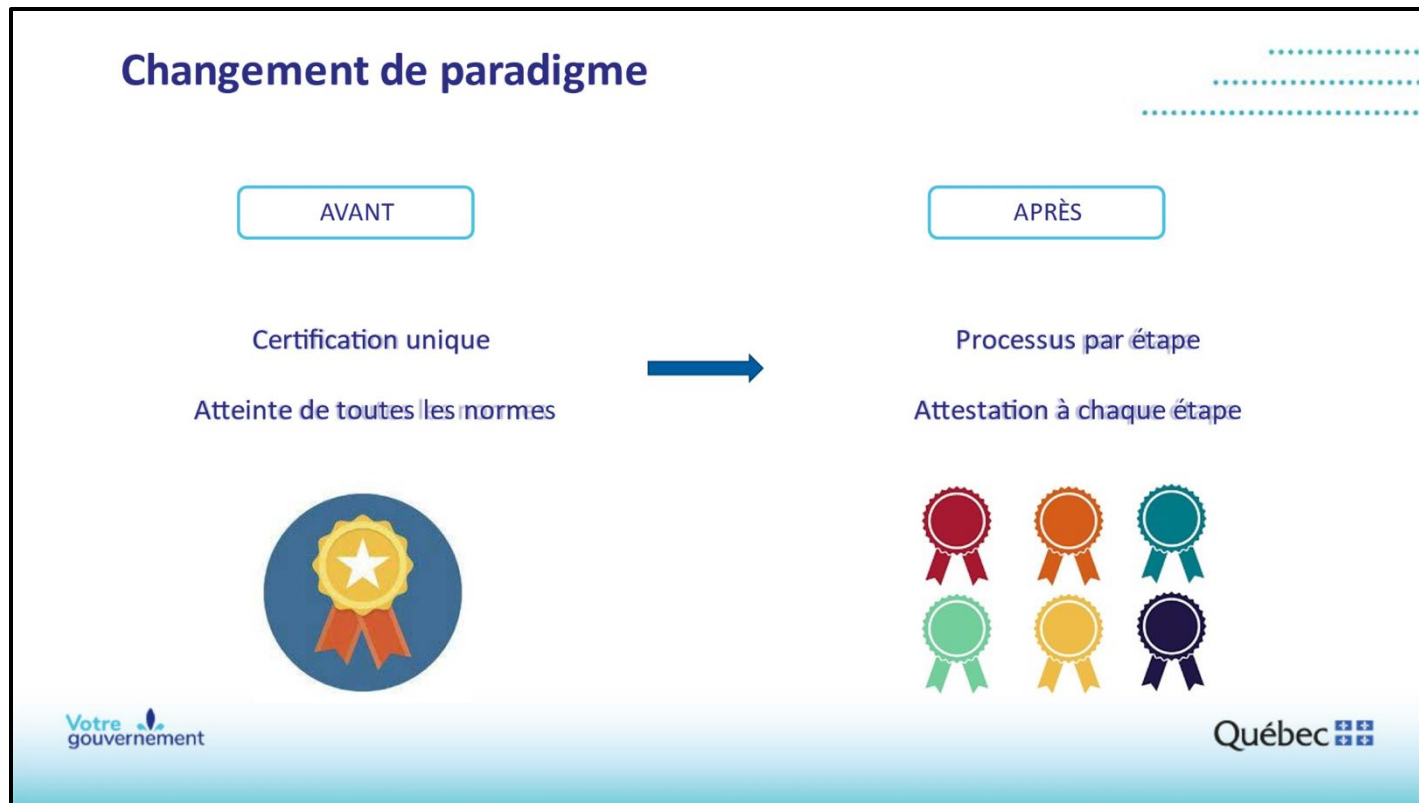 Changement de paradigme
AVANT
Certification unique
Atteinte de toutes les normes
APRÈS
Processus par étape
Attestation à chaque étape
Votre
gouvernement
Québec